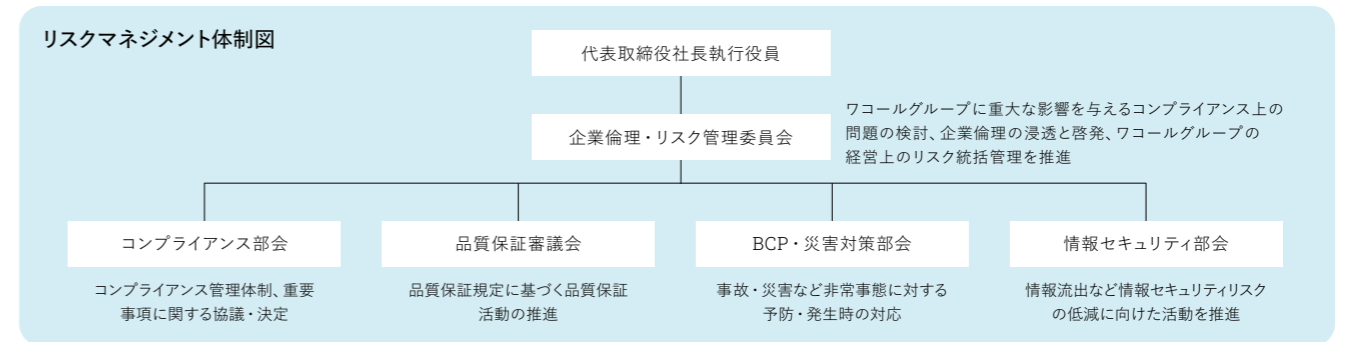 リスクマネジメント体制図
代表取締役社長執行役員
企業倫理・リスク管理委員会
ワコールグループに重大な影響を与えるコンプライアンス上の
問題の検討、企業倫理の浸透と啓発、ワコールグループの
経営上のリスク統括管理を推進
コンプライアンス部会
コンプライアンス管理体制、重要
事項に関する協議・決定
品質保証審議会
品質保証規定に基づく品質保証
活動の推進
BCP・災害対策部会
事故・災害など非常事態に対する
予防・発生時の対応
情報セキュリティ部会
情報流出など情報セキュリティリスク
の低減に向けた活動を推進